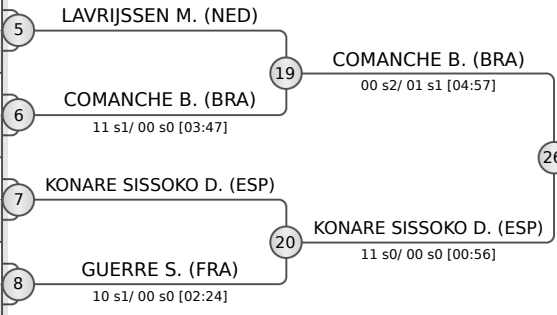 LAVRIJSSEN M. (NED)
5
COMANCHE B. (BRA)
19
00 s2/ 01 s1 [04:57]
COMANCHE B. (BRA)
6
11 s1/ 00 s0 [03:47]
26
KONARE SISSOKO D. (ESP)
7
KONARE SISSOKO D. (ESP)
20
11 s0/ 00 s0 [00:56]
GUERRE S. (FRA)
8
10 s1/ 00 s0 [02:24]